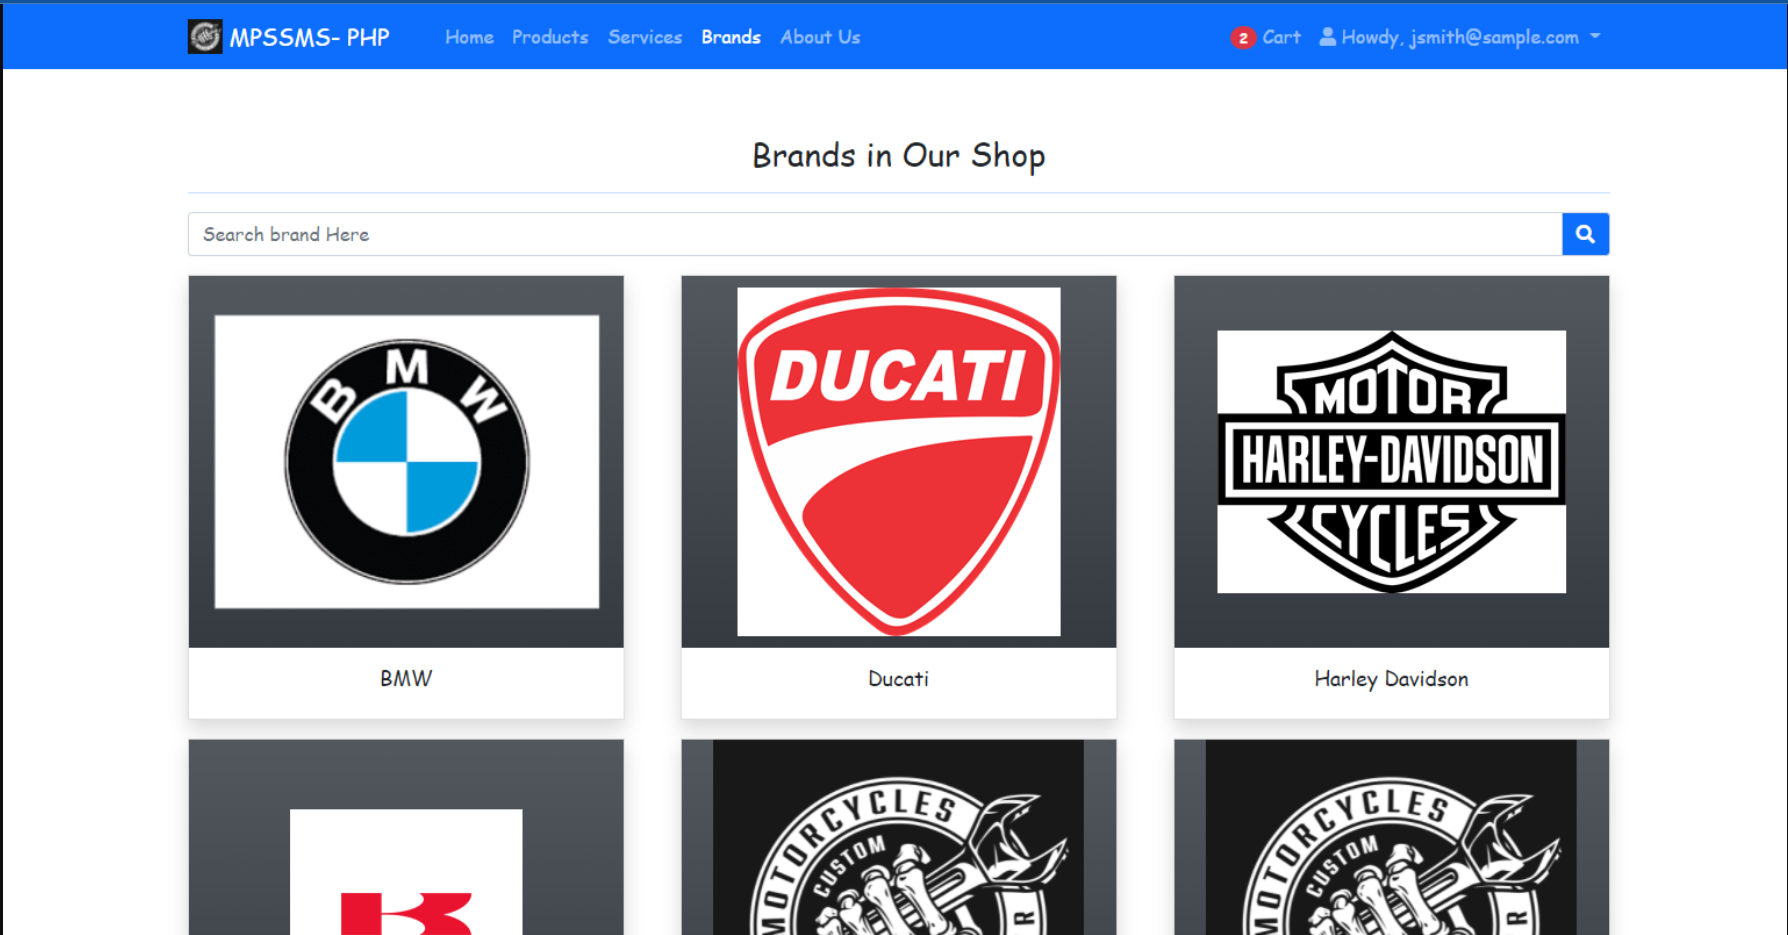 MPSSMS- PHP Home Products Services Brands About Us 2 Cart Howdy, jsmith@sample.com
Brands in Our Shop
Search brand Here
BMW
DUCATI
MOTOR
HARLEY-DAVIDSON
CYCLES
BMW
Ducati
Harley Davidson
MOTORCYCLES
CUSTOM
R
MOTORCYCLES
CUSTOM
R